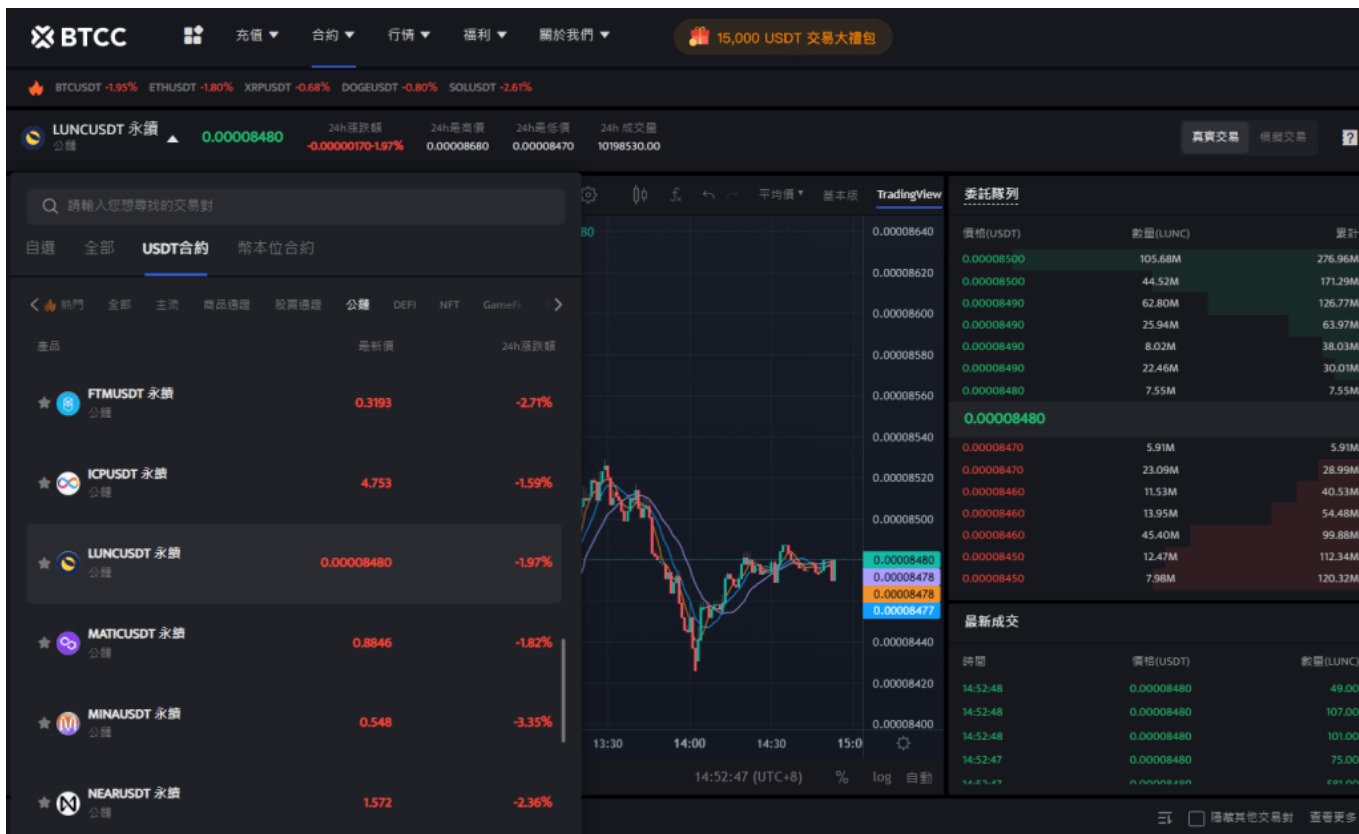 BTCC 充值 合約 行情 福利 關於我們 15,000 USDT 交易大禮包
BTCUSDT -1.95% ETHUSDT -1.80% XRPUSDT -0.68% DOGEUSDT -0.80% SOLUSDT -2.61%
LUNCUSDT 永續
公鏈
0.00008480
24h漲跌額
-0.00000170-1.97%
24h最高價
0.00008680
24h最低價
0.00008470
24h 成交量
10198530.00
真實交易 模擬交易 ?
請輸入您想尋找的交易對
自選 全部 USDT合約 幣本位合約
熱門 全部 主流 商品通證 股票通證 公鏈 DEFI NFT GameFi
產品 最新價 24h漲跌額
FTMUSDT 永續 0.3193 -2.71%
公鏈
ICPUSDT 永續 4.753 -1.59%
公鏈
LUNCUSDT 永續 0.00008480 -1.97%
公鏈
MATICUSDT 永續 0.8846 -1.82%
公鏈
MINAUSDT 永續 0.548 -3.35%
公鏈
NEARUSDT 永續 1.572 -2.36%
公鏈
平均價 基本版 TradingView
80
0.00008640
0.00008620
0.00008600
0.00008580
0.00008560
0.00008540
0.00008520
0.00008500
0.00008480
0.00008478
0.00008478
0.00008477
0.00008440
0.00008420
0.00008400
13:30 14:00 14:30 15:0
14:52:47 (UTC+8) % log 自動
委託隊列
價格(USDT) 數量(LUNC) 累計
0.00008500 105.68M 276.96M
0.00008500 44.52M 171.29M
0.00008490 62.80M 126.77M
0.00008490 25.94M 63.97M
0.00008490 8.02M 38.03M
0.00008490 22.46M 30.01M
0.00008480 7.55M 7.55M
0.00008480
0.00008470 5.91M 5.91M
0.00008470 23.09M 28.99M
0.00008460 11.53M 40.53M
0.00008460 13.95M 54.48M
0.00008460 45.40M 99.88M
0.00008450 12.47M 112.34M
0.00008450 7.98M 120.32M
最新成交
時間 價格(USDT) 數量(LUNC)
14:52:48 0.00008480 49.00
14:52:48 0.00008480 107.00
14:52:48 0.00008480 101.00
14:52:47 0.00008480 75.00
14:52:47 0.00008480 581.00
隱藏其他交易對 查看更多